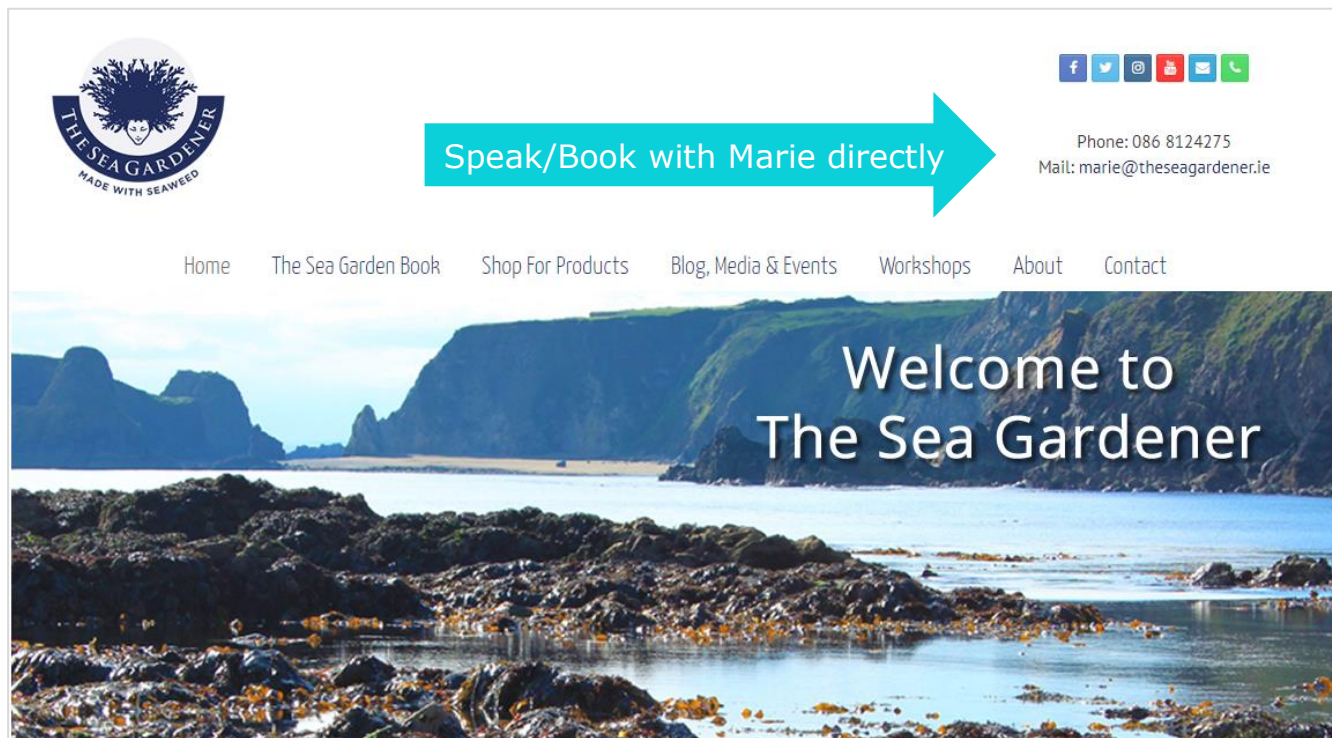 THE SEA GARDENER
MADE WITH SEAWEED
Speak/Book with Marie directly
Phone: 086 8124275
Mail: marie@theseagardener.ie
Home The Sea Garden Book Shop For Products Blog, Media & Events Workshops About Contact
Welcome to
The Sea Gardener